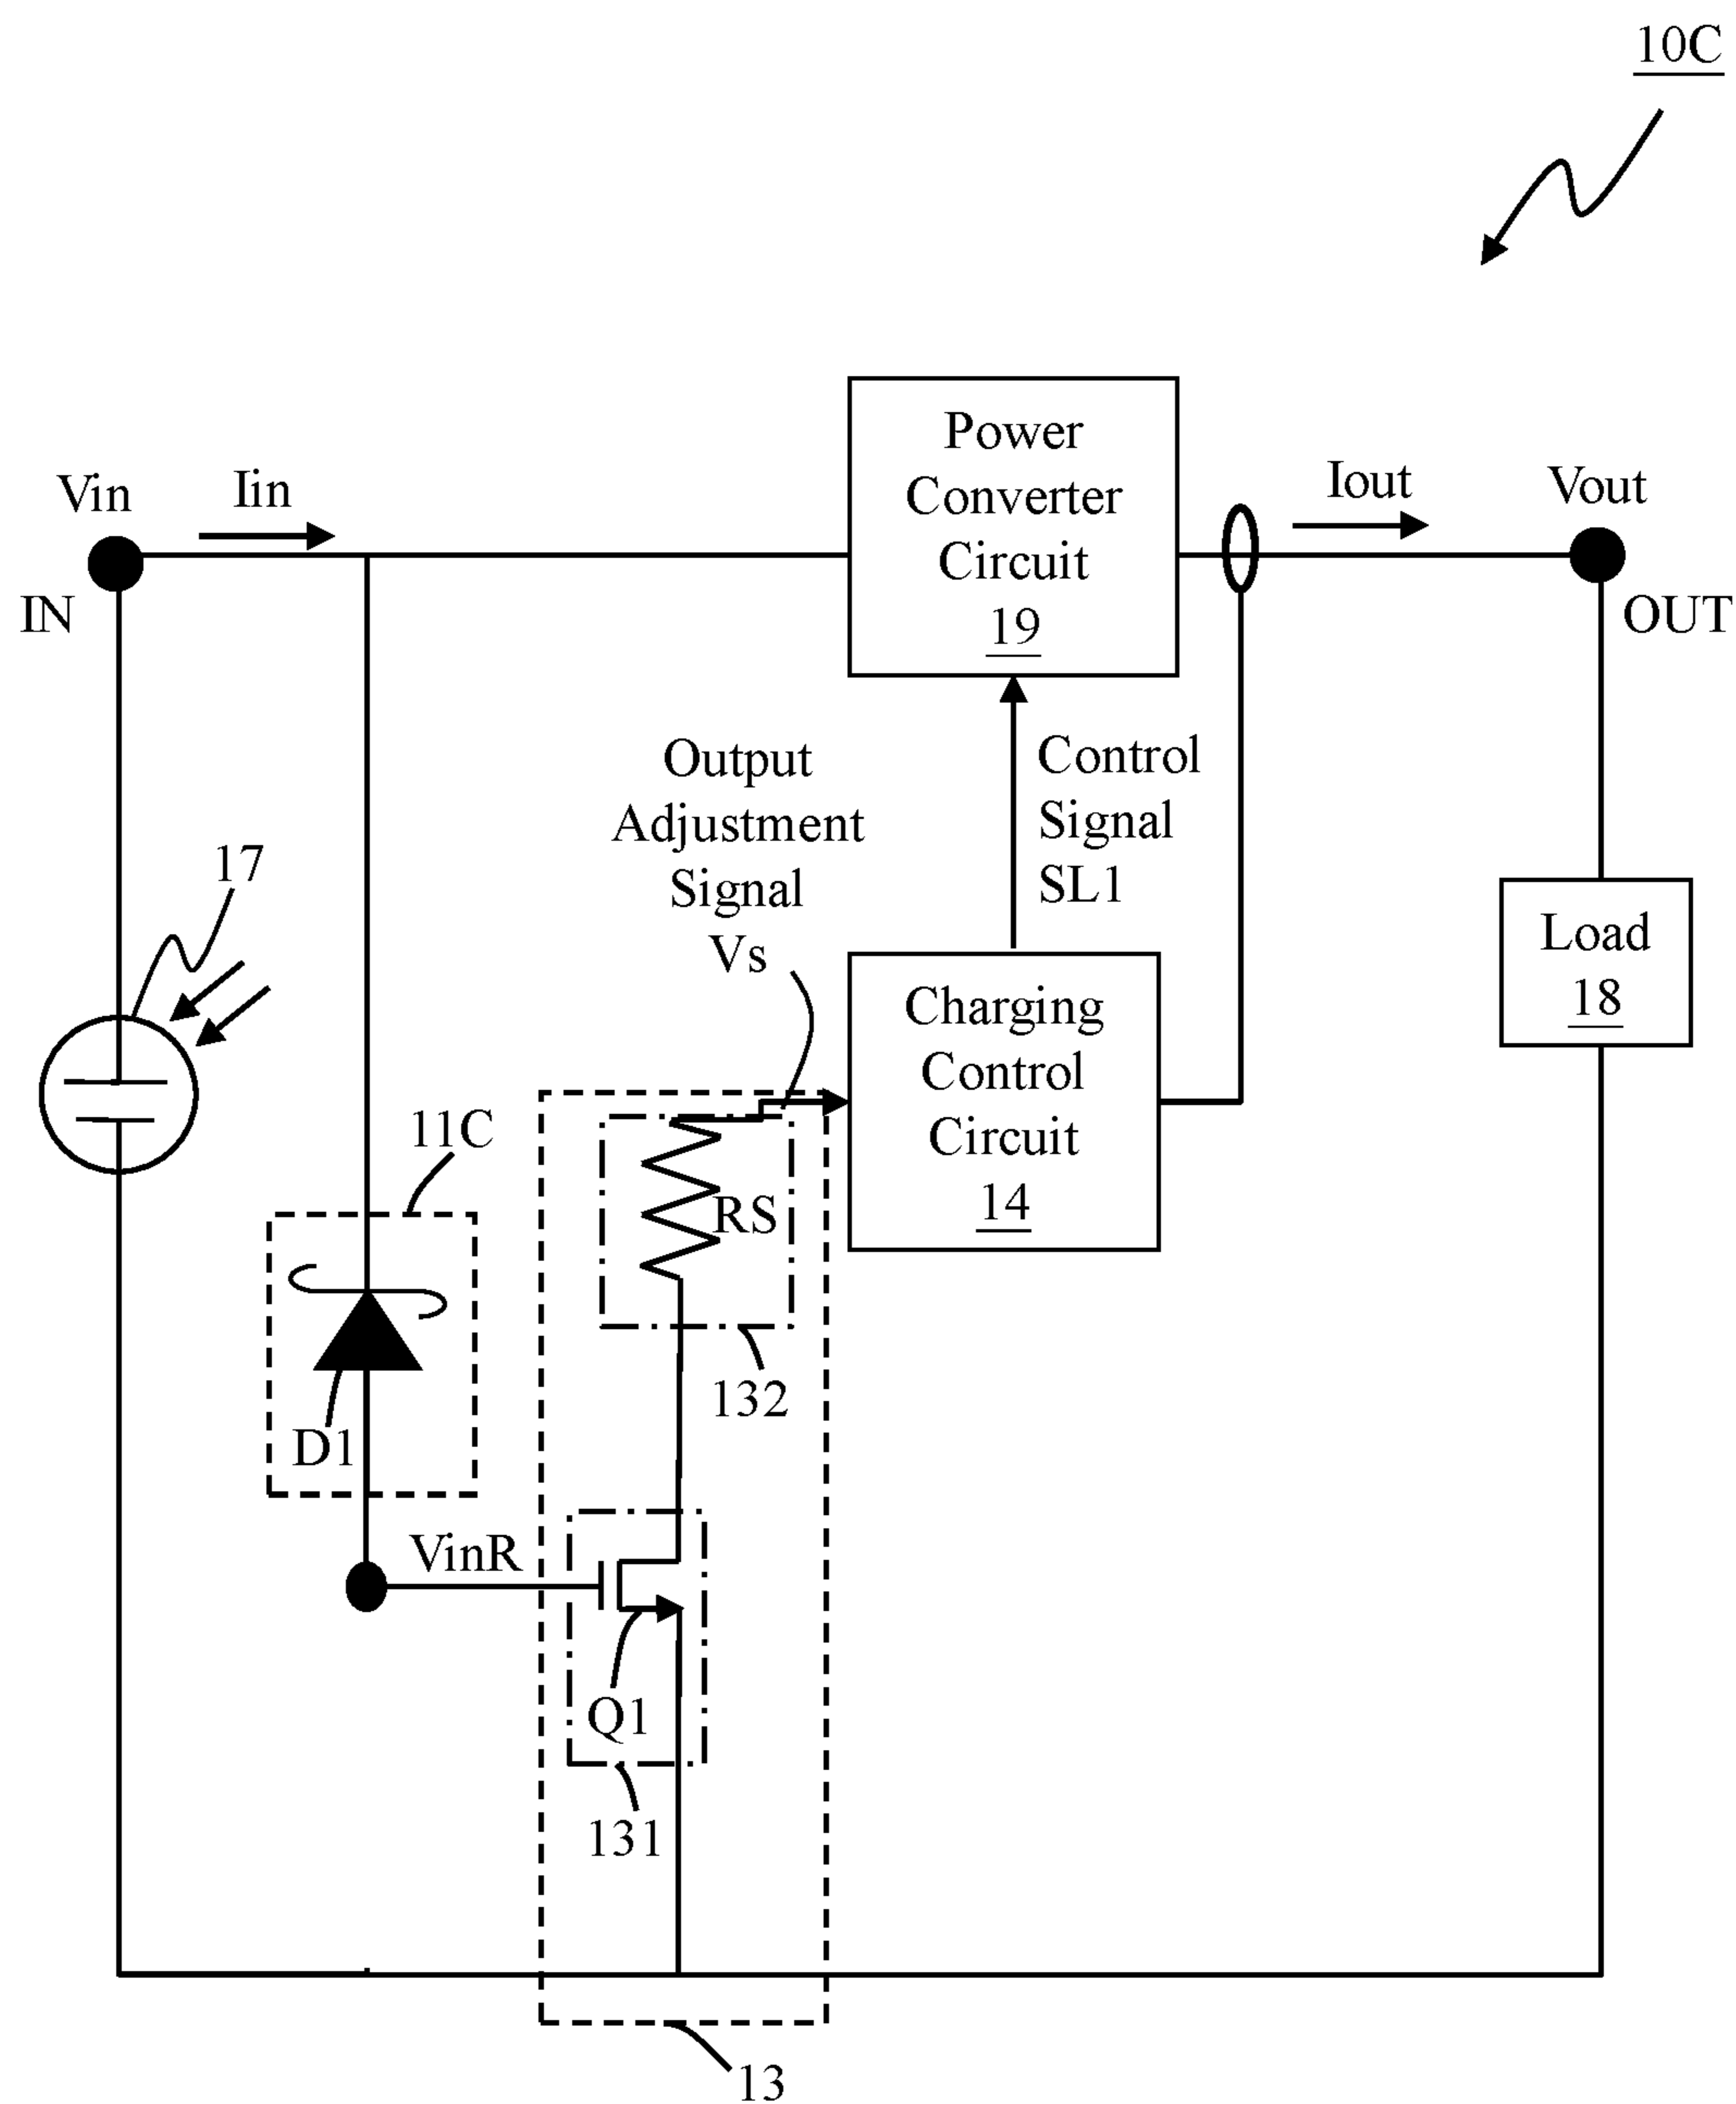 10C
Power
Converter
Circuit
19
Vin
Iin
Iout
Vout
IN
OUT
Output
Adjustment
Signal
Vs
Control
Signal
SL1
17
Load
18
Charging
Control
Circuit
14
11C
RS
132
D1
VinR
Q1
131
13